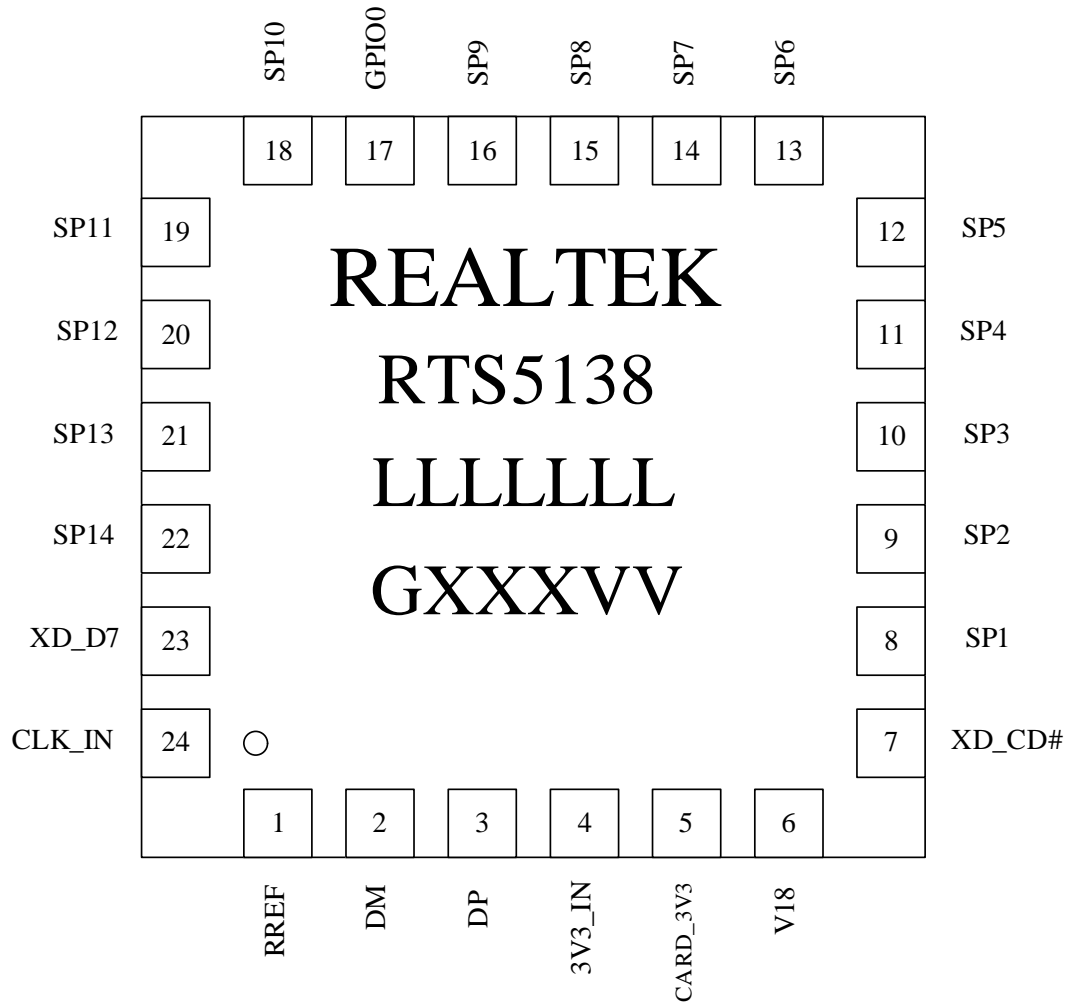 SP10 GPIO0 SP9 SP8 SP7 SP6
18 17 16 15 14 13
SP11 19 12 SP5
REALTEK
SP12 20 11 SP4
RTS5138
SP13 21 10 SP3
LLLLLLL
SP14 22 9 SP2
GXXXVV
XD_D7 23 8 SP1
CLK_IN 24 7 XD_CD#
1 2 3 4 5 6
RREF DM DP 3V3_IN CARD_3V3 V18